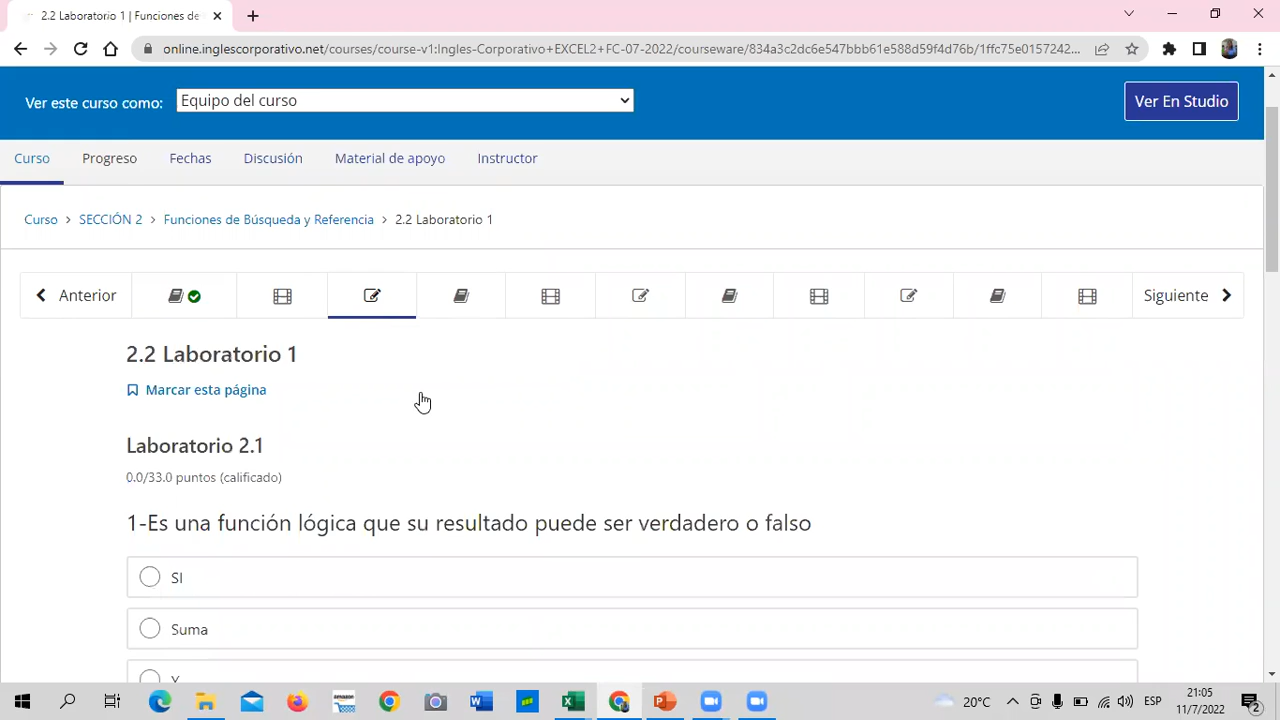 2.2 Laboratorio 1 | Funciones de
online.inglescorporativo.net/courses/course-v1:Ingles-Corporativo+EXCEL2+FC-07-2022/courseware/834a3c2dc6e547bbb61e588d59f4d76b/1ffc75e0157242...
Ver este curso como:
Equipo del curso
Ver En Studio
Curso
Progreso
Fechas
Discusión
Material de apoyo
Instructor
Curso > SECCIÓN 2 > Funciones de Búsqueda y Referencia > 2.2 Laboratorio 1
Anterior
Siguiente
2.2 Laboratorio 1
Marcar esta página
Laboratorio 2.1
0.0/33.0 puntos (calificado)
1-Es una función lógica que su resultado puede ser verdadero o falso
SI
Suma
Y
amazon
20°C
ESP
21:05
11/7/2022
2